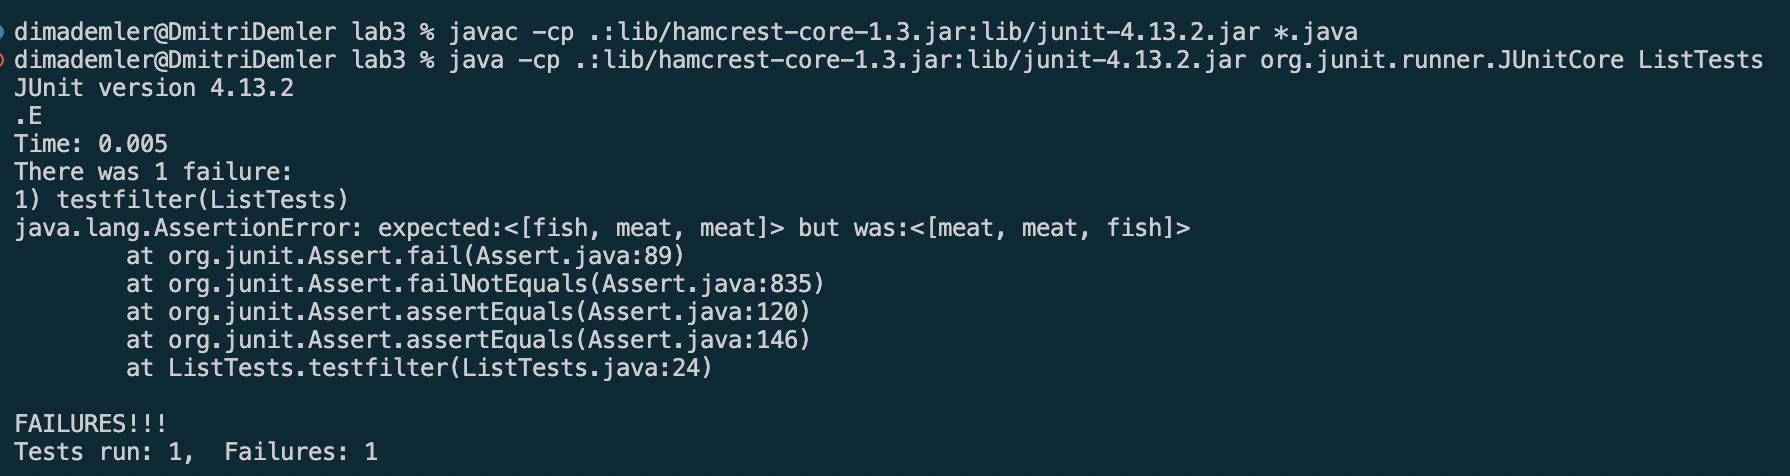 dimademler@DmitriDemler lab3 % javac -cp .:lib/hamcrest-core-1.3.jar:lib/junit-4.13.2.jar *.java
dimademler@DmitriDemler lab3 % java -cp .:lib/hamcrest-core-1.3.jar:lib/junit-4.13.2.jar org.junit.runner.JUnitCore ListTests
JUnit version 4.13.2
.E
Time: 0.005
There was 1 failure:
1) testfilter(ListTests)
java.lang.AssertionError: expected:<[fish, meat, meat]> but was:<[meat, meat, fish]>
        at org.junit.Assert.fail(Assert.java:89)
        at org.junit.Assert.failNotEquals(Assert.java:835)
        at org.junit.Assert.assertEquals(Assert.java:120)
        at org.junit.Assert.assertEquals(Assert.java:146)
        at ListTests.testfilter(ListTests.java:24)
FAILURES!!!
Tests run: 1,  Failures: 1